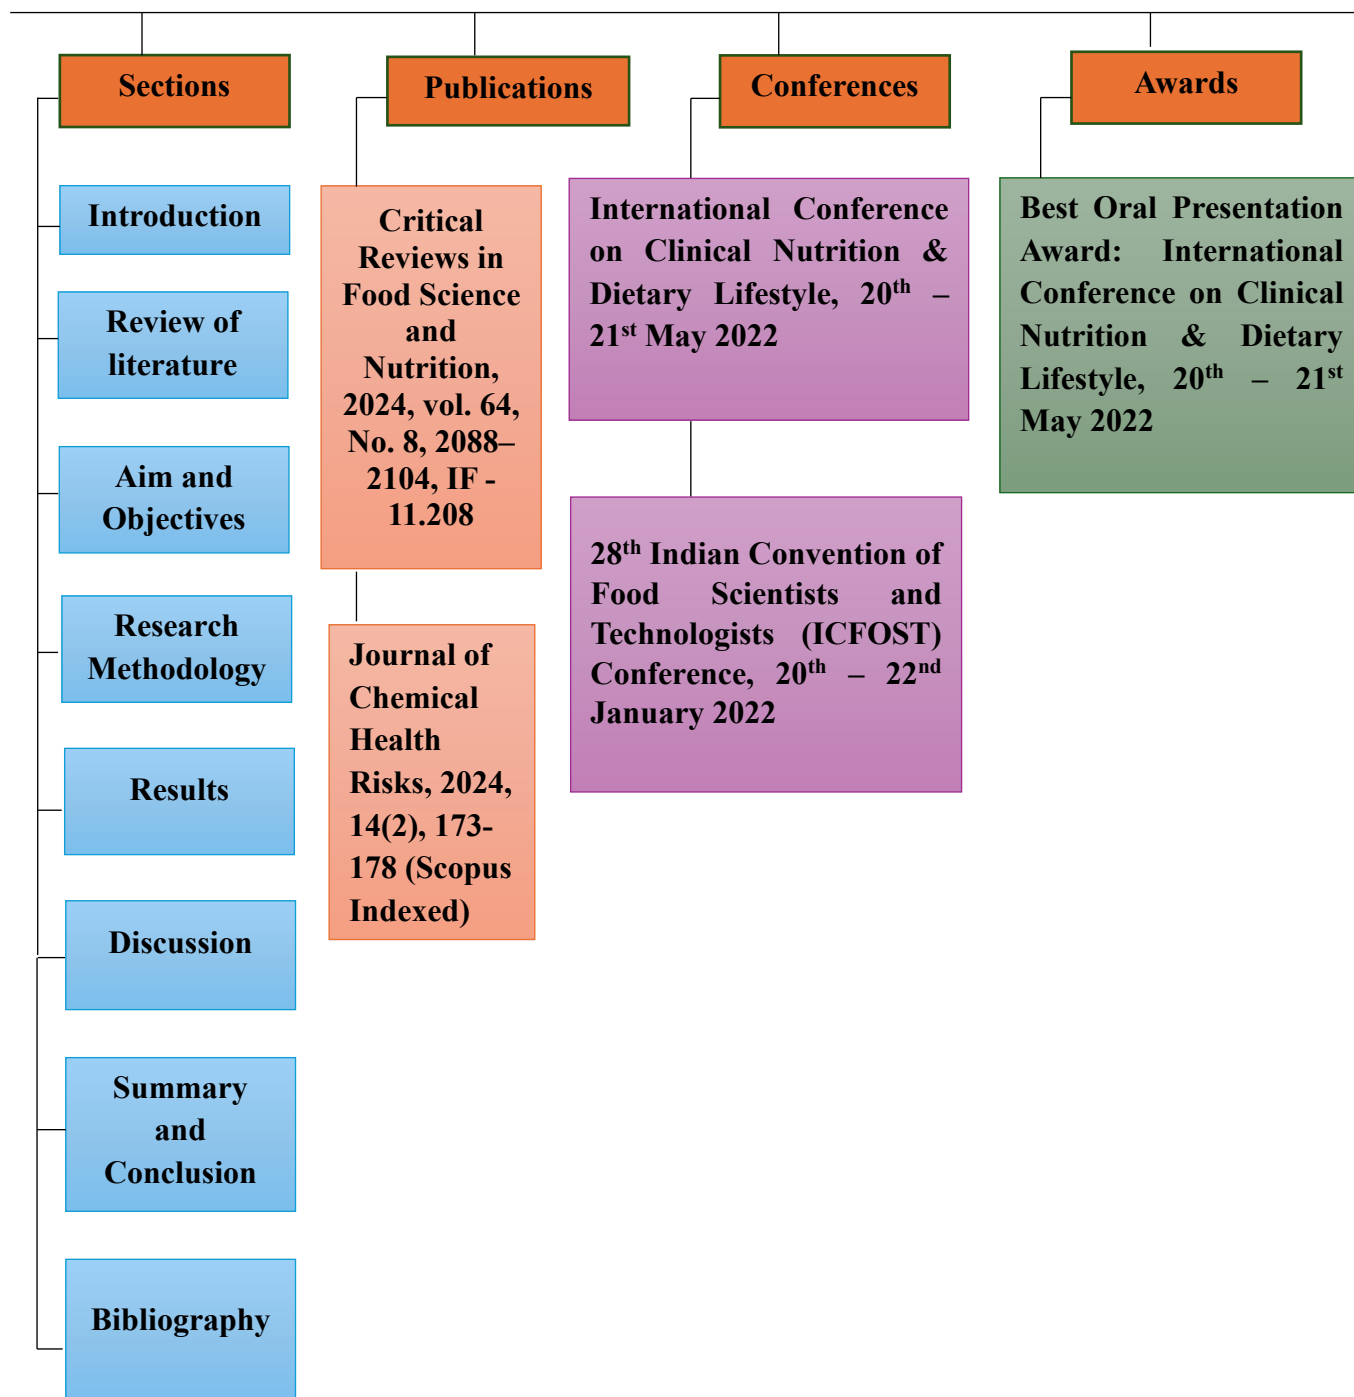 Sections
Publications
Conferences
Awards
Introduction
Review of
literature
Aim and
Objectives
Research
Methodology
Results
Discussion
Summary
and
Conclusion
Bibliography
Critical
Reviews in
Food Science
and
Nutrition,
2024, vol. 64,
No. 8, 2088–
2104, IF -
11.208
Journal of
Chemical
Health
Risks, 2024,
14(2), 173-
178 (Scopus
Indexed)
International Conference
on Clinical Nutrition &
Dietary Lifestyle, 20th –
21st May 2022
28th Indian Convention of
Food Scientists and
Technologists (ICFOST)
Conference, 20th – 22nd
January 2022
Best Oral Presentation
Award: International
Conference on Clinical
Nutrition & Dietary
Lifestyle, 20th – 21st
May 2022